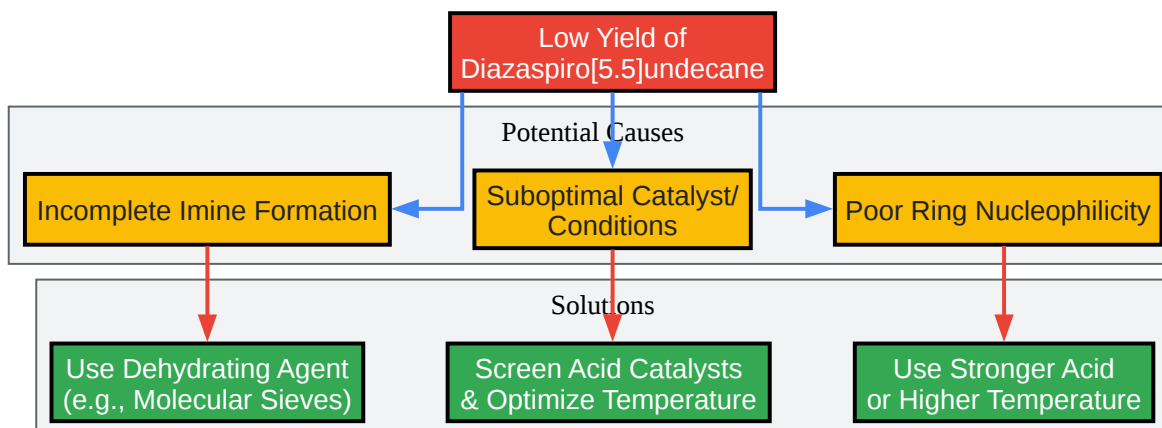 Low Yield of
Diazaspiro[5.5]undecane
Potential Causes
Incomplete Imine Formation
Suboptimal Catalyst/
Conditions
Poor Ring Nucleophilicity
Solutions
Use Dehydrating Agent
(e.g., Molecular Sieves)
Screen Acid Catalysts
& Optimize Temperature
Use Stronger Acid
or Higher Temperature